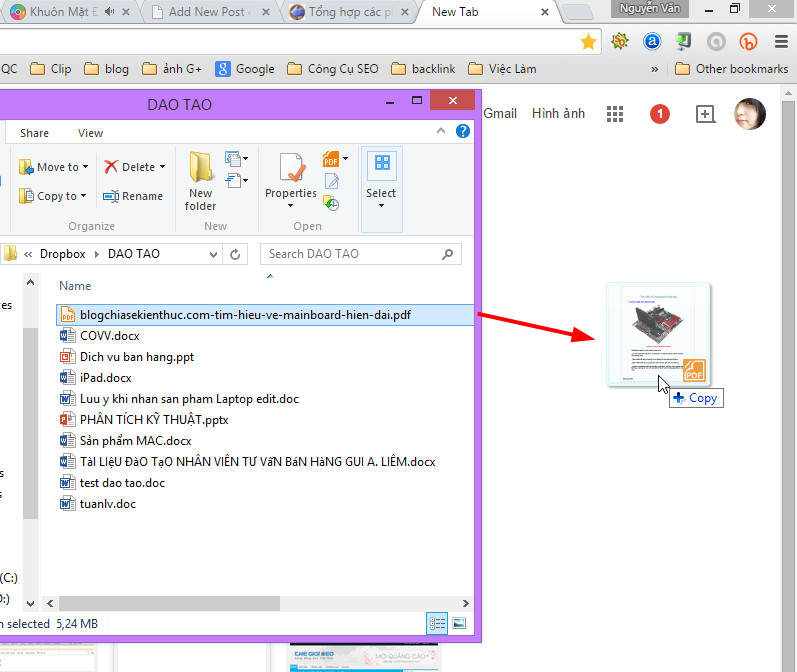 Khuôn Mặt Đ
Add New Post
Tổng hợp các pl
New Tab
Nguyễn Văn
QC
Clip
blog
ảnh G+
Google
Công Cụ SEO
backlink
Việc Làm
»
Other bookmarks
Gmail
Hình ảnh
1
DAO TAO
Share
View
Move to
Copy to
Delete
Rename
Organize
New
folder
New
Properties
Open
Select
« Dropbox
DAO TAO
Search DAO TAO
Name
blogchiasekienthuc.com-tim-hieu-ve-mainboard-hien-dai.pdf
COVV.docx
Dich vu ban hang.ppt
iPad.docx
Luu y khi nhan san pham Laptop edit.doc
PHÂN TÍCH KỸ THUẬT.pptx
Sản phẩm MAC.docx
TàI LIệU ĐàO TạO NHÂN VIÊN TƯ VấN BáN HàNG GUI A. LIÊM.docx
test dao tao.doc
tuanlv.doc
PDF
Copy
(C:)
selected 5,24 MB
THE GIOI SEO